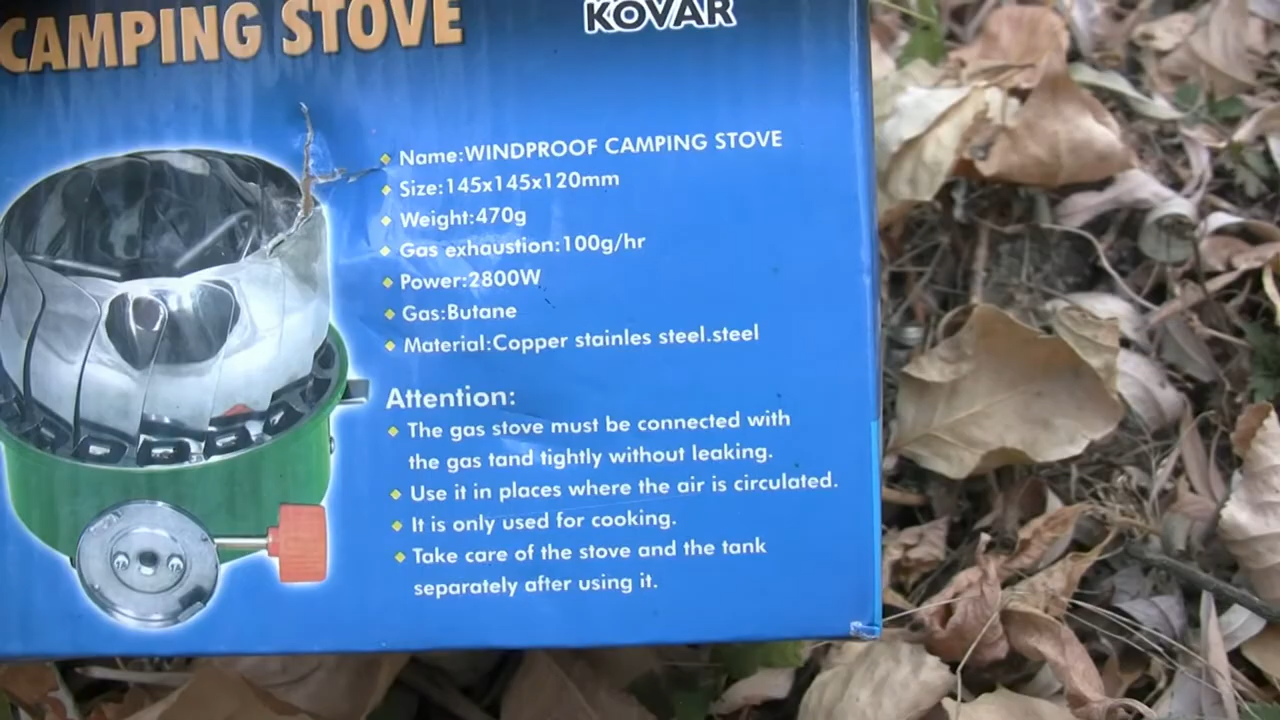 CAMPING STOVE
KOVAR
Name:WINDPROOF CAMPING STOVE
Size:145x145x120mm
Weight:470g
Gas exhaustion:100g/hr
Power:2800W
Gas:Butane
Material:Copper stainles steel.steel
Attention:
The gas stove must be connected with
the gas tand tightly without leaking.
Use it in places where the air is circulated.
It is only used for cooking.
Take care of the stove and the tank
separately after using it.